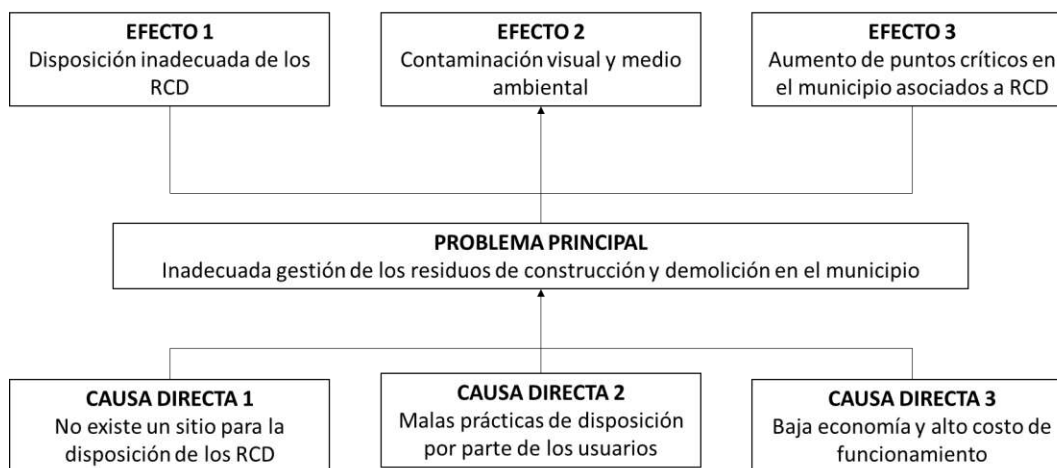 EFECTO 1
Disposición inadecuada de los
RCD
EFECTO 2
Contaminación visual y medio
ambiental
EFECTO 3
Aumento de puntos críticos en
el municipio asociados a RCD
PROBLEMA PRINCIPAL
Inadecuada gestión de los residuos de construcción y demolición en el municipio
CAUSA DIRECTA 1
No existe un sitio para la
disposición de los RCD
CAUSA DIRECTA 2
Malas prácticas de disposición
por parte de los usuarios
CAUSA DIRECTA 3
Baja economía y alto costo de
funcionamiento